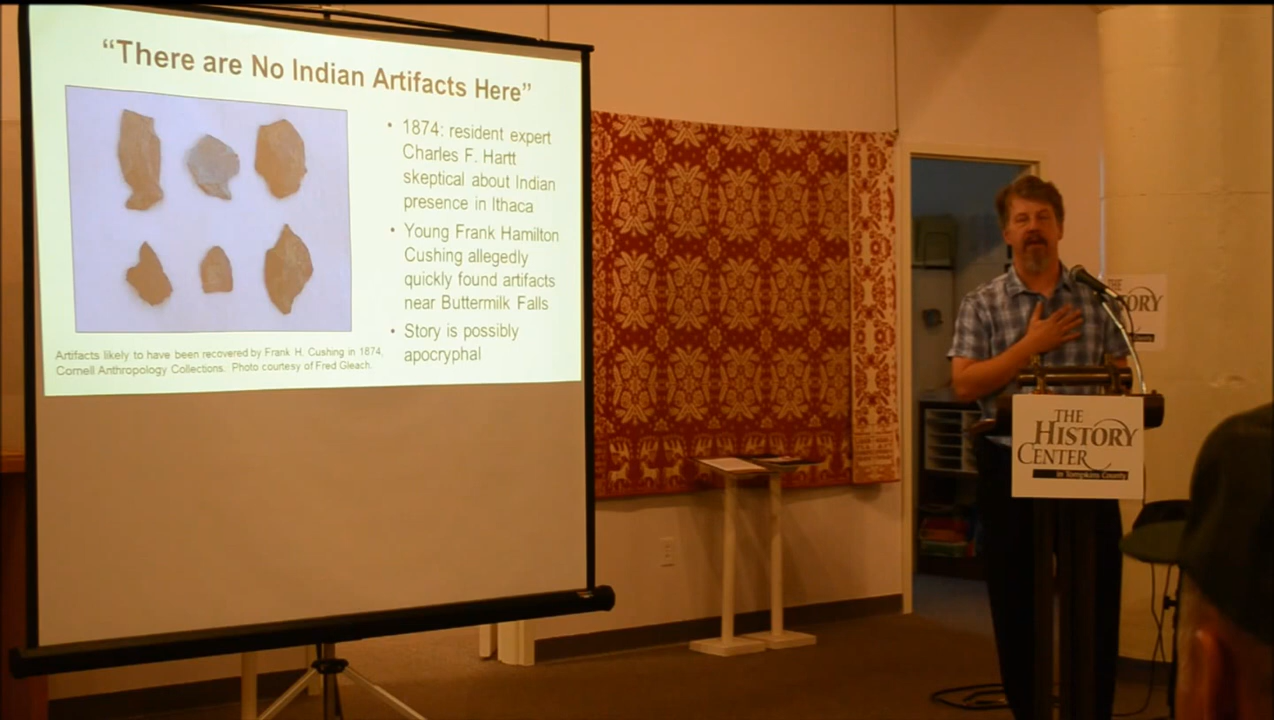 “There are No Indian Artifacts Here”
• 1874: resident expert
Charles F. Hartt
skeptical about Indian
presence in Ithaca
• Young Frank Hamilton
Cushing allegedly
quickly found artifacts
near Buttermilk Falls
• Story is possibly
apocryphal
Artifacts likely to have been recovered by Frank H. Cushing in 1874,
Cornell Anthropology Collections. Photo courtesy of Fred Gleach.
THE
HISTORY
THE
HISTORY
CENTER
in Tompkins County